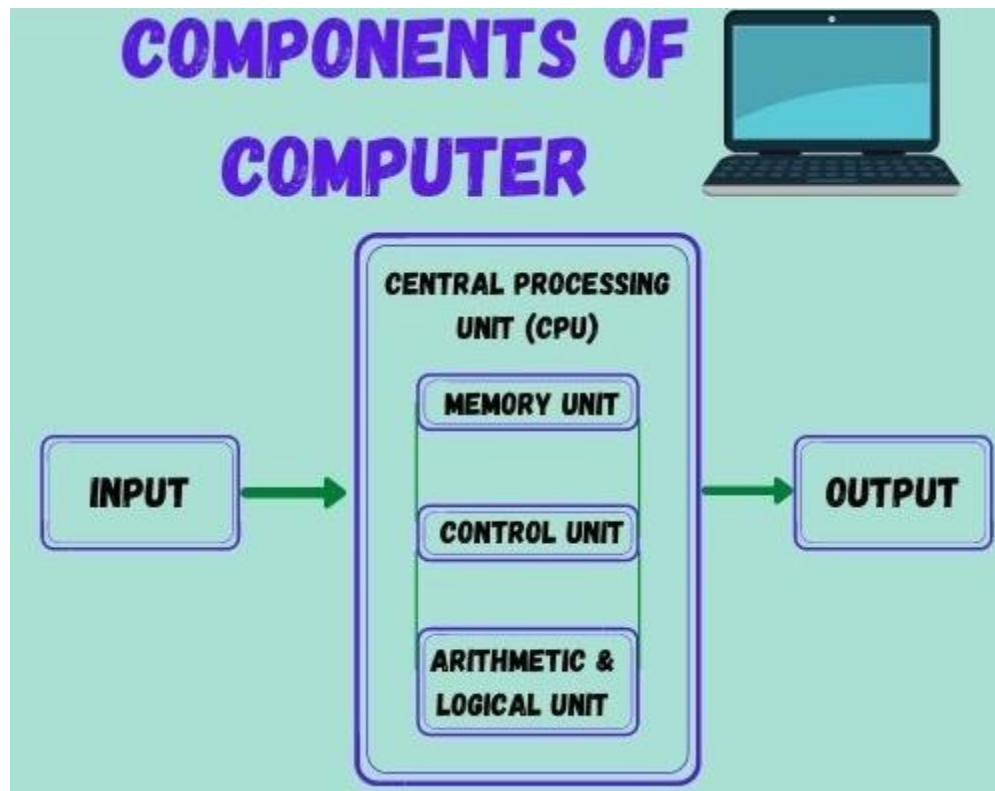 COMPONENTS OF
COMPUTER
CENTRAL PROCESSING
UNIT (CPU)
MEMORY UNIT
INPUT
OUTPUT
CONTROL UNIT
ARITHMETIC &
LOGICAL UNIT